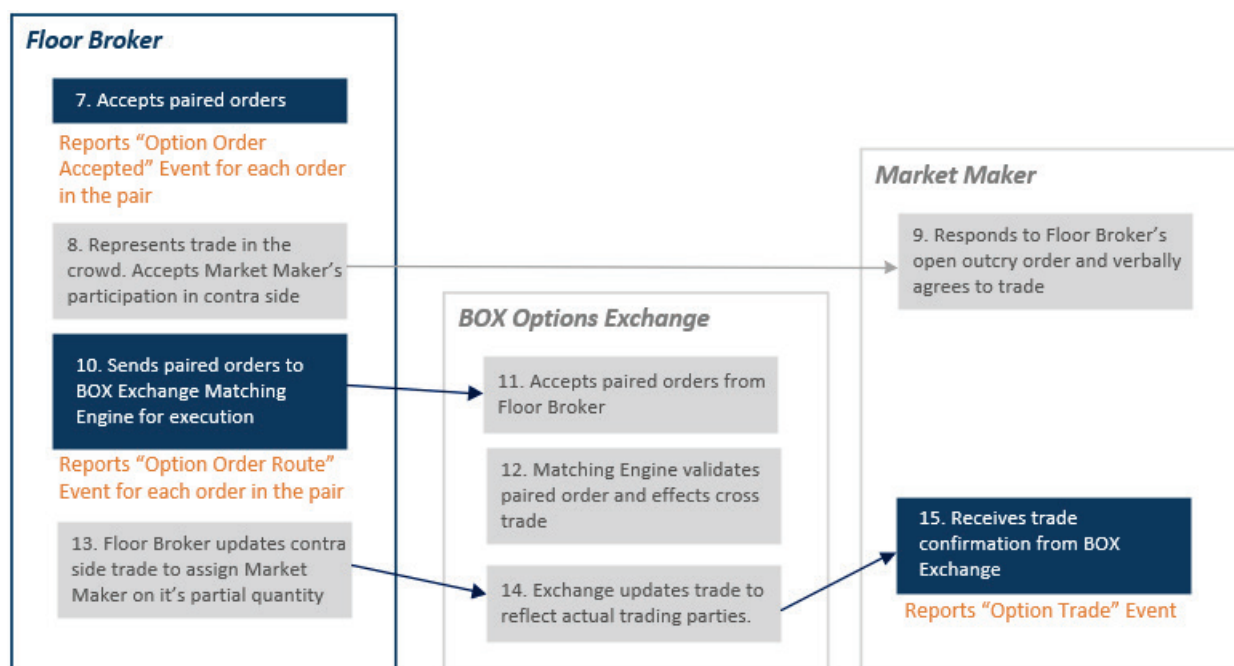 Floor Broker
7. Accepts paired orders
Reports “Option Order
Accepted” Event for each order
in the pair
8. Represents trade in the
crowd. Accepts Market Maker’s
participation in contra side
10. Sends paired orders to
BOX Exchange Matching
Engine for execution
Reports “Option Order Route”
Event for each order in the pair
13. Floor Broker updates contra
side trade to assign Market
Maker on it’s partial quantity
BOX Options Exchange
11. Accepts paired orders from
Floor Broker
12. Matching Engine validates
paired order and effects cross
trade
14. Exchange updates trade to
reflect actual trading parties.
Market Maker
9. Responds to Floor Broker’s
open outcry order and verbally
agrees to trade
15. Receives trade
confirmation from BOX
Exchange
Reports “Option Trade” Event